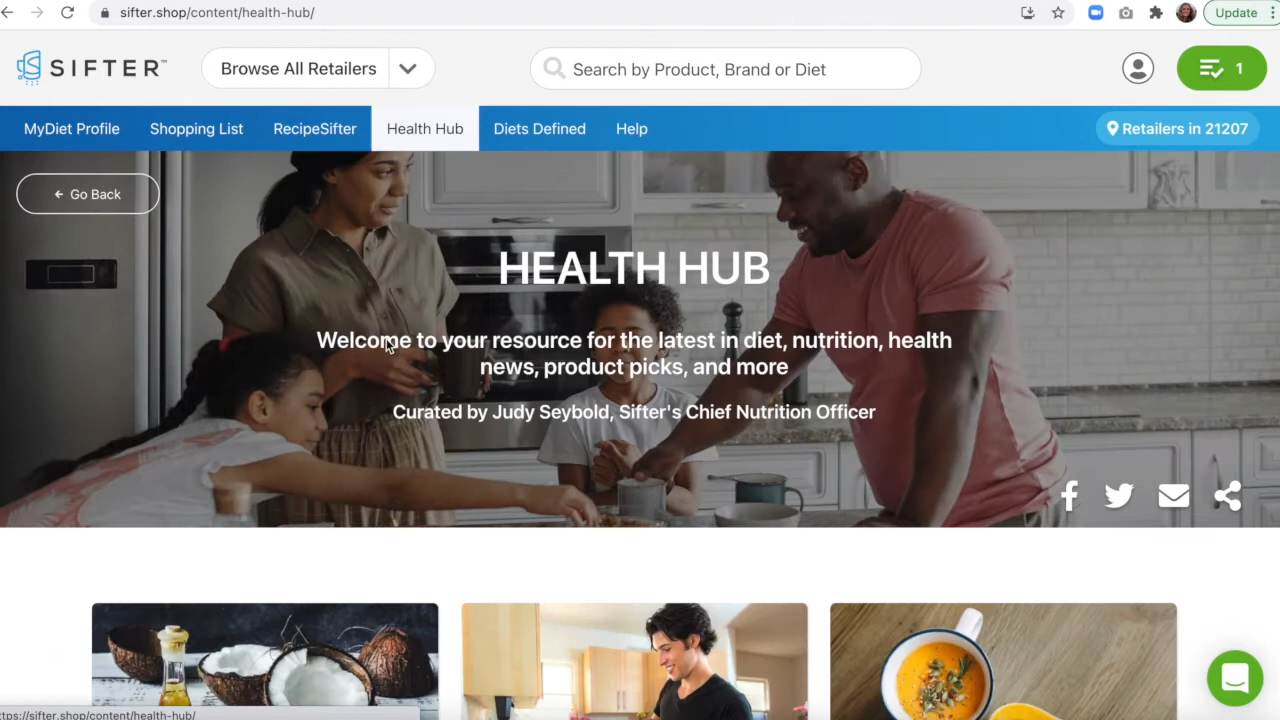 sifter.shop/content/health-hub/
Update
SIFTER™
Browse All Retailers
Search by Product, Brand or Diet
1
MyDiet Profile
Shopping List
RecipeSifter
Health Hub
Diets Defined
Help
Retailers in 21207
← Go Back
HEALTH HUB
Welcome to your resource for the latest in diet, nutrition, health
news, product picks, and more
Curated by Judy Seybold, Sifter's Chief Nutrition Officer
ttps://sifter.shop/content/health-hub/